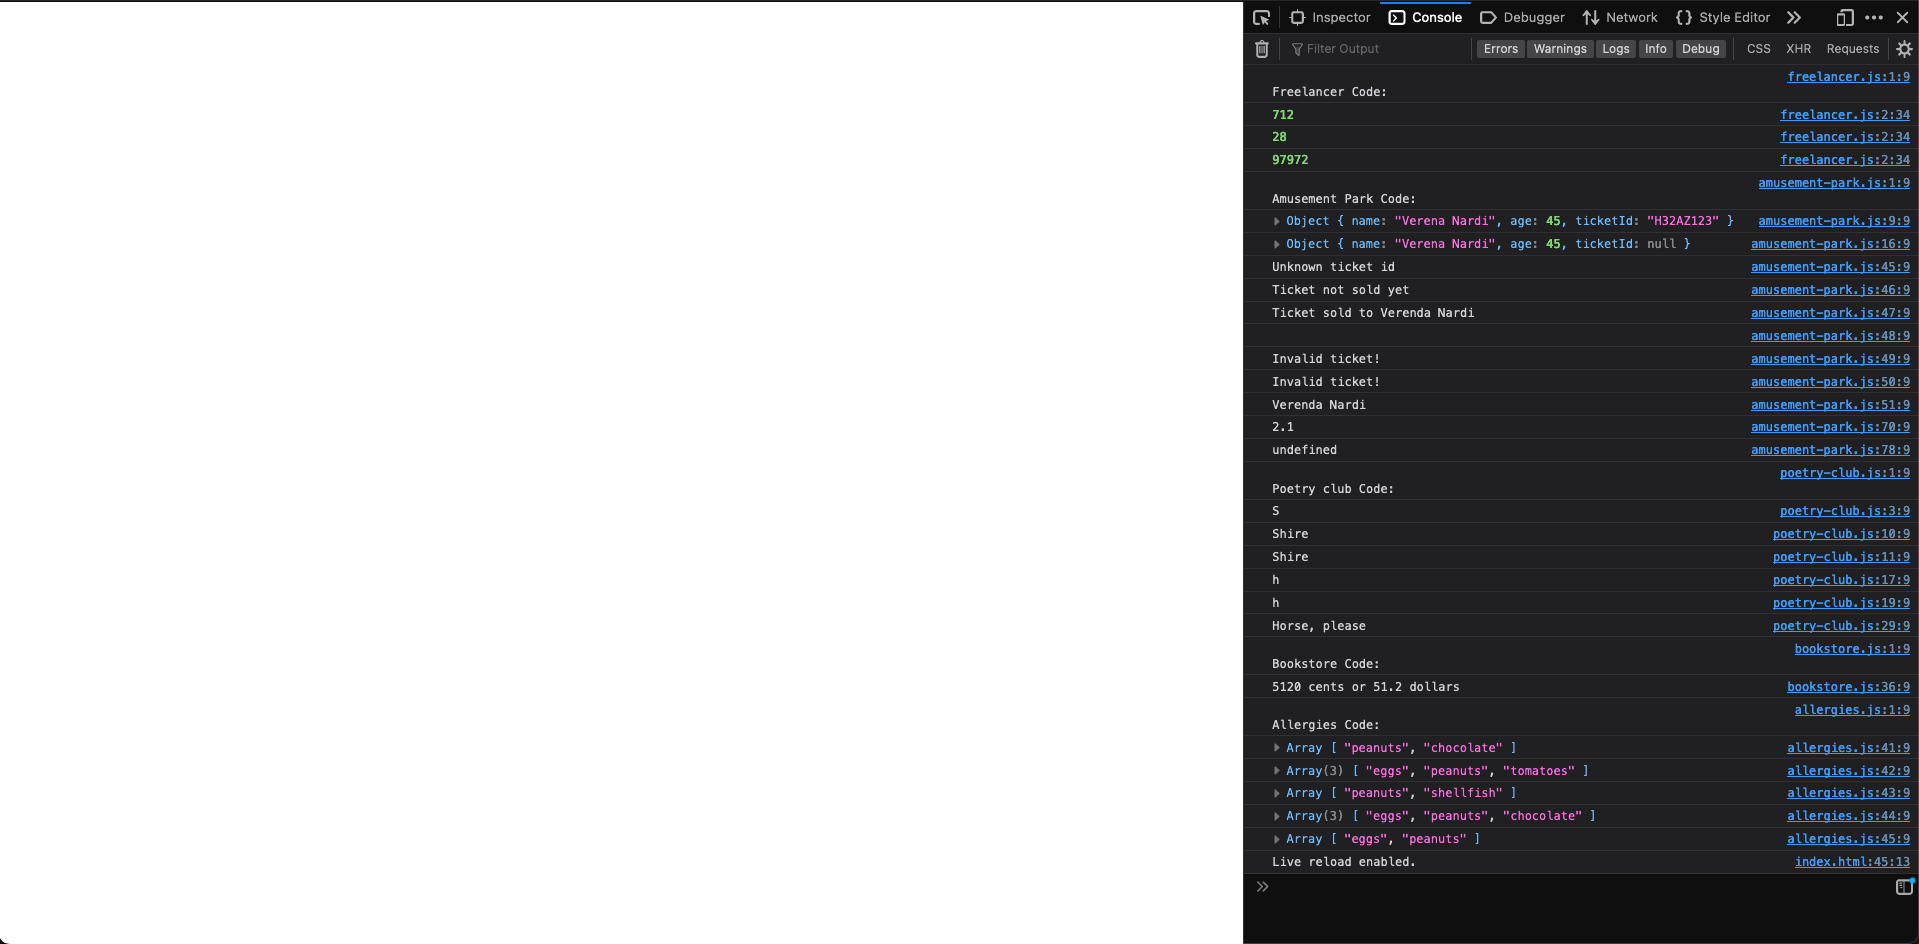 Inspector Console Debugger Network Style Editor
Filter Output Errors Warnings Logs Info Debug CSS XHR Requests
freelancer.js:1:9
Freelancer Code:
712 freelancer.js:2:34
28 freelancer.js:2:34
97972 freelancer.js:2:34
amusement-park.js:1:9
Amusement Park Code:
Object { name: "Verena Nardi", age: 45, ticketId: "H32AZ123" } amusement-park.js:9:9
Object { name: "Verena Nardi", age: 45, ticketId: null } amusement-park.js:16:9
Unknown ticket id amusement-park.js:45:9
Ticket not sold yet amusement-park.js:46:9
Ticket sold to Verenda Nardi amusement-park.js:47:9
amusement-park.js:48:9
Invalid ticket! amusement-park.js:49:9
Invalid ticket! amusement-park.js:50:9
Verenda Nardi amusement-park.js:51:9
2.1 amusement-park.js:70:9
undefined amusement-park.js:78:9
poetry-club.js:1:9
Poetry club Code:
S poetry-club.js:3:9
Shire poetry-club.js:10:9
Shire poetry-club.js:11:9
h poetry-club.js:17:9
h poetry-club.js:19:9
Horse, please poetry-club.js:29:9
bookstore.js:1:9
Bookstore Code:
5120 cents or 51.2 dollars bookstore.js:36:9
allergies.js:1:9
Allergies Code:
Array [ "peanuts", "chocolate" ] allergies.js:41:9
Array(3) [ "eggs", "peanuts", "tomatoes" ] allergies.js:42:9
Array [ "peanuts", "shellfish" ] allergies.js:43:9
Array(3) [ "eggs", "peanuts", "chocolate" ] allergies.js:44:9
Array [ "eggs", "peanuts" ] allergies.js:45:9
Live reload enabled. index.html:45:13